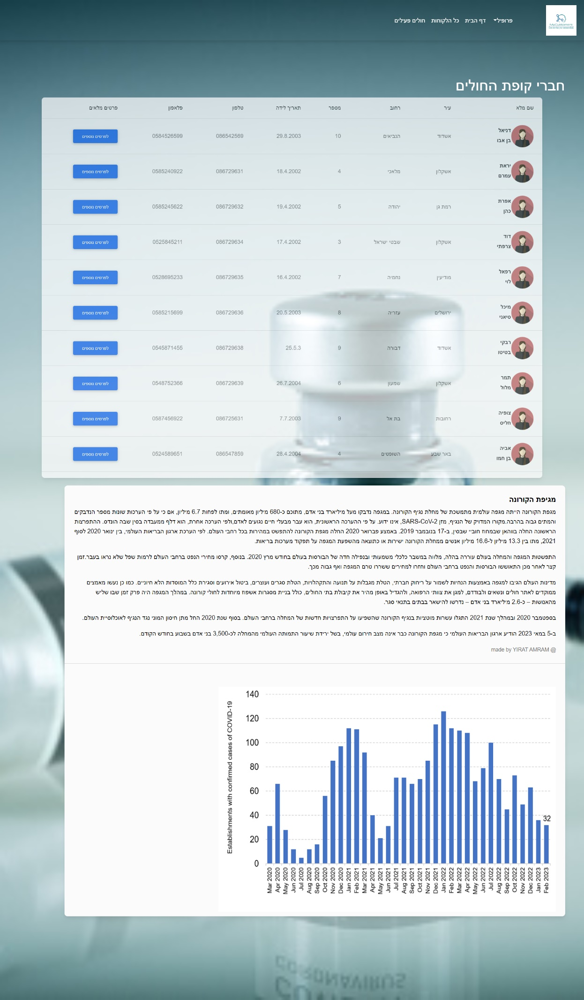 MyCustomers
פרופיל דף הבית כל הלקוחות חולים פעילים
חברי קופת החולים
שם מלא עיר רחוב מספר תאריך לידה טלפון פלאפון פרטים מלאים
דניאל בן אבו אשדוד הנביאים 10 29.8.2003 086542569 0584526599 לפרטים נוספים
יראת עמרם אשקלון מלאכי 4 18.4.2002 086729631 0585240922 לפרטים נוספים
אפרת כהן רמת גן יהודה 5 19.4.2002 086729632 0585245622 לפרטים נוספים
דוד צרפתי אשקלון שבטי ישראל 3 17.4.2002 086729634 0525845211 לפרטים נוספים
רפאל לוי מודיעין נחמיה 7 16.4.2002 086729635 0528695233 לפרטים נוספים
מיכל סיאני ירושלים עזריה 8 20.5.2003 086729636 0585215699 לפרטים נוספים
רבקי בטיטו אשדוד דבורה 9 25.5.3 086729638 0545871455 לפרטים נוספים
תמר מלול אשקלון שמעון 6 26.7.2004 086729639 0548752366 לפרטים נוספים
צופיה חליס רחובות בת אל 9 7.7.2003 086725631 0587456922 לפרטים נוספים
אביה בן חמו באר שבע השופטים 4 28.4.2004 086547859 0524589651 לפרטים נוספים
מגיפת הקורונה
מגפת הקורונה הייתה מגפה עולמית מתמשכת של מחלת נגיף הקורונה. במגפה נדבקו מעל מיליארד בני אדם, מתוכם כ-680 מיליון מאומתים, ומתו לפחות 6.7 מיליון, אם כי על פי הערכות שונות מספר הנדבקים
והמתים גבוה בהרבה.מקורו המדויק של הנגיף, מזן SARS-CoV-2, אינו ידוע. על פי ההערכה הראשונית, הוא עבר מבעלי חיים נגועים לאדם,ולפי הערכה אחרת, הוא דלף ממעבדה בסין שבה הונדס. ההתפרצות
הראשונה החלה בווהאן שבמחוז חוביי שבסין, ב-17 בנובמבר 2019. באמצע פברואר 2020 החלה מגפת הקורונה להתפשט במהירות בכל רחבי העולם. לפי הערכת ארגון הבריאות העולמי, בין ינואר 2020 לסוף
2021, מתו בין 13.3 מיליון ל-16.6 מיליון אנשים ממחלת הקורונה ישירות או כתוצאה מהשפעת המגפה על תפקוד מערכות בריאות.
התפשטות המגפה והמחלה בעולם עוררה בהלה, מלווה במשבר כלכלי משמעותי ובנפילה חדה של הבורסות בעולם בחודש מרץ 2020. בנוסף, קרסו מחירי הנפט ברחבי העולם לרמות שפל שלא נראו בעבר.זמן
קצר לאחר מכן התאוששו הבורסות והנפט ברחבי העולם וחזרו למחירים ששררו טרם המגפה ואף גבוה מכך.
מדינות העולם הגיבו למגפה באמצעות הנחיות לשמור על ריחוק חברתי, הטלת מגבלות על תנועה והתקהלויות, הטלת סגרים ועוצרים, ביטול אירועים וסגירת כלל המוסדות הלא חיוניים. כמו כן נעשו מאמצים
ממוקדים לאתר חולים ונשאים ולבודדם, למגן את צוותי הרפואה, ולהגדיל באופן מהיר את קיבולת בתי החולים, כולל בניית מסגרות אשפוז מיוחדות לחולי קורונה. במהלך המגפה היה פרק זמן שבו שליש
מהאנושות – כ-2.6 מיליארד בני אדם – נדרשו להישאר בבתים בתנאי סגר.
בספטמבר 2020 ובמהלך שנת 2021 התגלו עשרות מוטציות בנגיף הקורונה שהשפיעו על התפרצויות חדשות של המחלה ברחבי העולם. בסוף שנת 2020 החל מתן חיסון המוני נגד הנגיף לאוכלוסיית העולם.
ב-5 במאי 2023 הודיע ארגון הבריאות העולמי כי מגפת הקורונה כבר אינה מצב חירום עולמי, בשל ירידת שיעור התמותה העולמי מהמחלה לכ-3,500 בני אדם בשבוע בחודש הקודם.
made by YIRAT AMRAM @
Establishments with confirmed cases of COVID-19
140
120
100
80
60
40
20
0
32
Mar 2020
Apr 2020
May 2020
Jun 2020
Jul 2020
Aug 2020
Sep 2020
Oct 2020
Nov 2020
Dec 2020
Jan 2021
Feb 2021
Mar 2021
Apr 2021
May 2021
Jun 2021
Jul 2021
Aug 2021
Sep 2021
Oct 2021
Nov 2021
Dec 2021
Jan 2022
Feb 2022
Mar 2022
Apr 2022
May 2022
Jun 2022
Jul 2022
Aug 2022
Sep 2022
Oct 2022
Nov 2022
Dec 2022
Jan 2023
Feb 2023
CORONAVIRUS